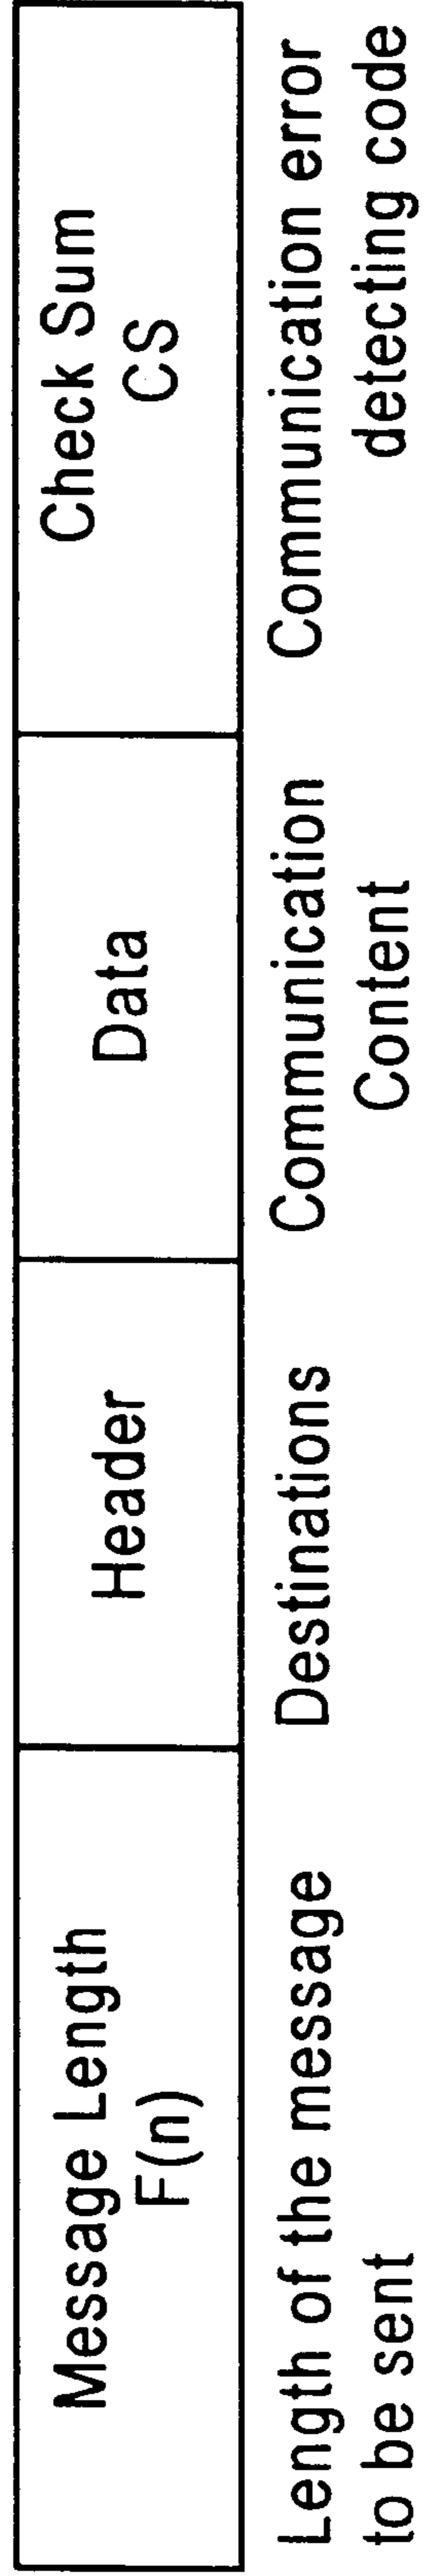 Message Length
F(n)
Header
Data
Check Sum
CS
Length of the message
to be sent
Destinations
Communication
Content
Communication error
detecting code